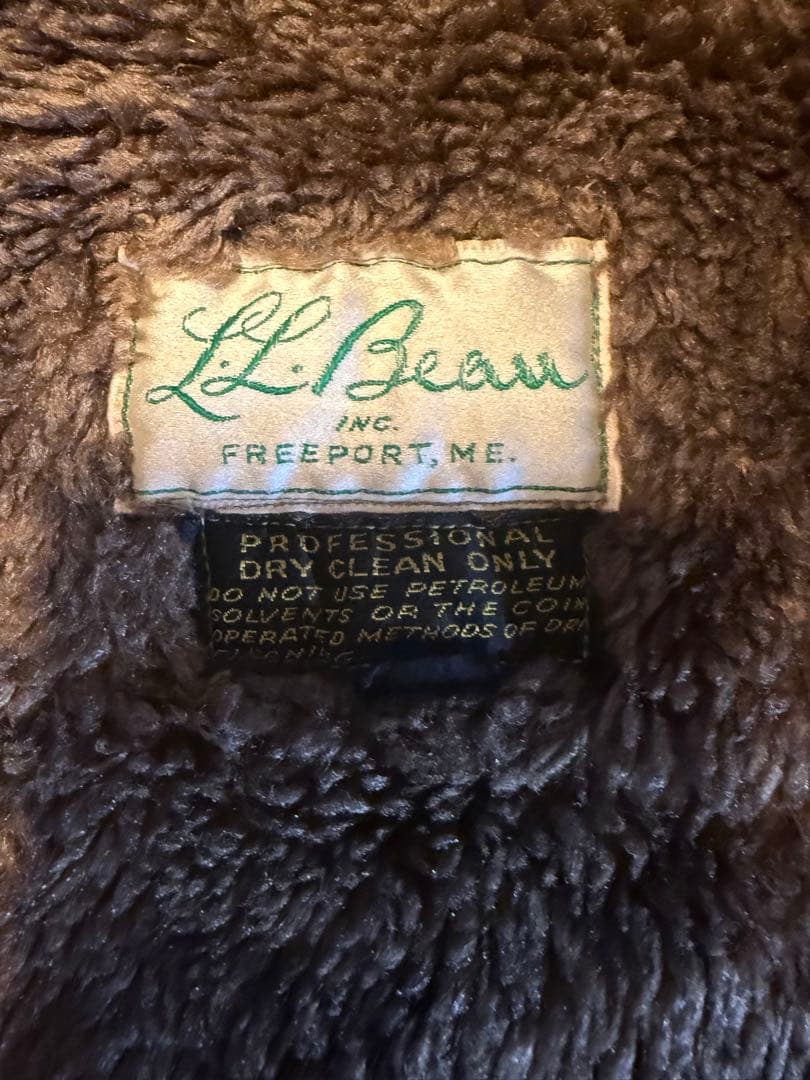 L.L.Bean
INC.
FREEPORT, ME.
PROFESSIONAL
DRY CLEAN ONLY
DO NOT USE PETROLEUM
SOLVENTS OR THE COIN
OPERATED METHODS OF DRY
CLEANING